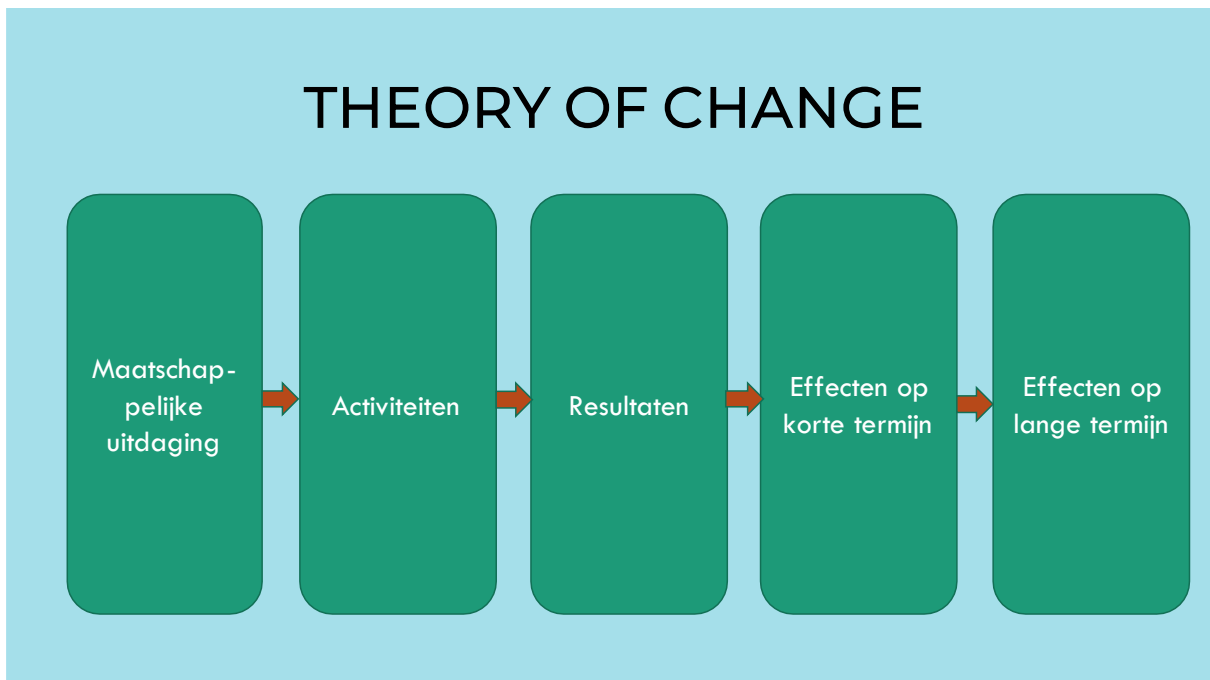 THEORY OF CHANGE
Maatschap-
pelijke
uitdaging
Activiteiten
Resultaten
Effecten op
korte termijn
Effecten op
lange termijn